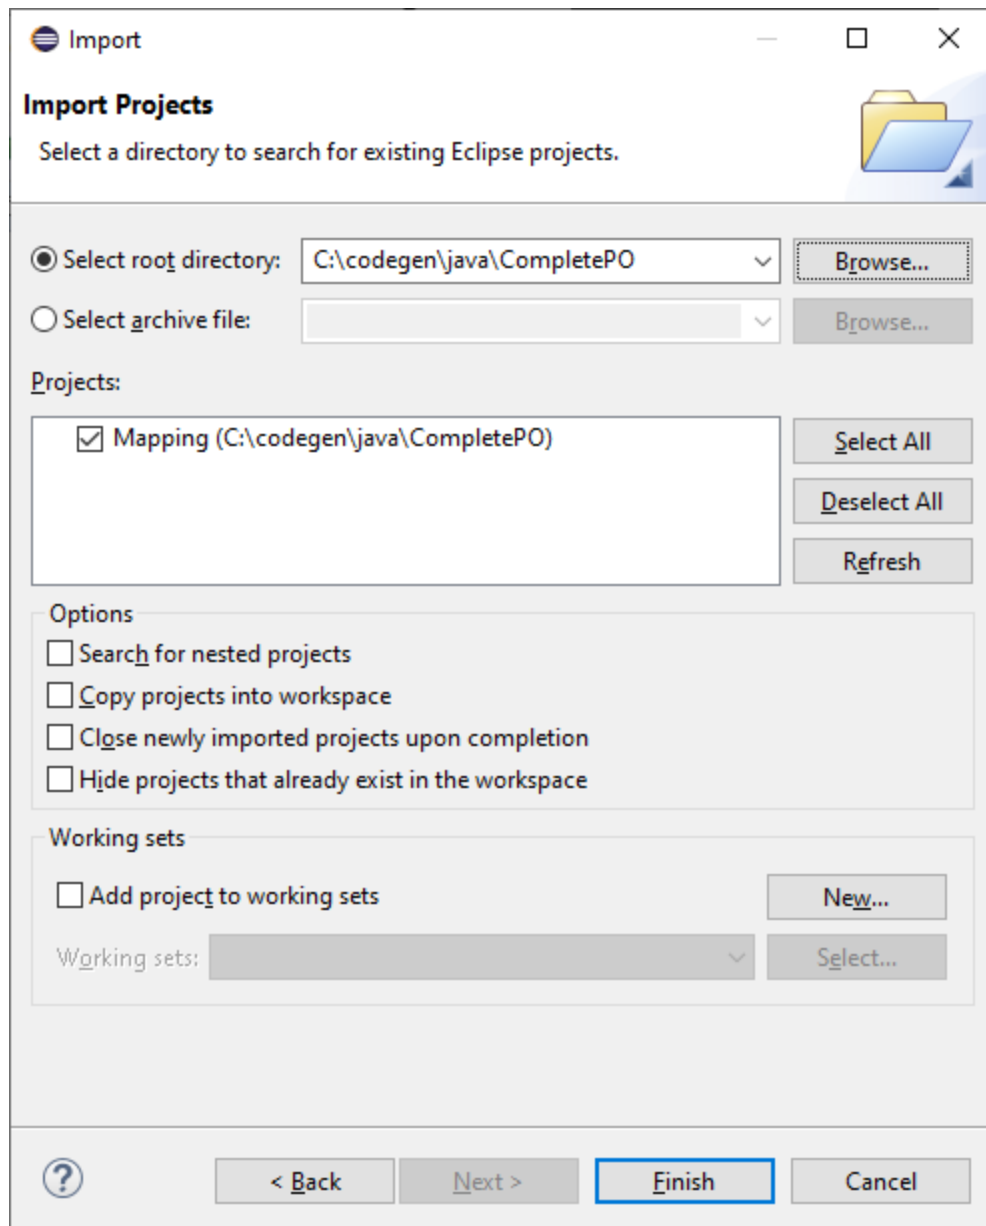 Import
Import Projects
Select a directory to search for existing Eclipse projects.
Select root directory: C:\codegen\java\CompletePO Browse...
Select archive file: Browse...
Projects:
Mapping (C:\codegen\java\CompletePO)
Select All
Deselect All
Refresh
Options
Search for nested projects
Copy projects into workspace
Close newly imported projects upon completion
Hide projects that already exist in the workspace
Working sets
Add project to working sets New...
Working sets: Select...
? < Back Next > Finish Cancel